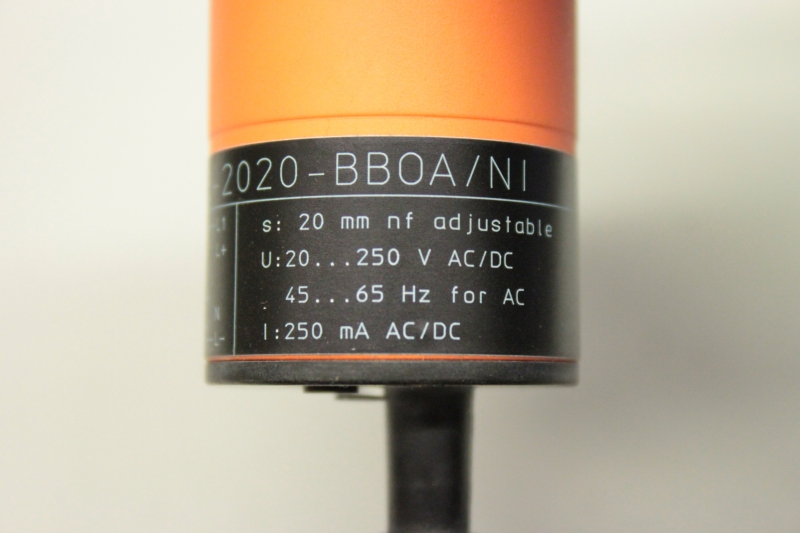 -2020-BBOA/NI
L1
L+
s: 20 mm nf adjustable
U:20...250 V AC/DC
45...65 Hz for AC
N
L-
I:250 mA AC/DC